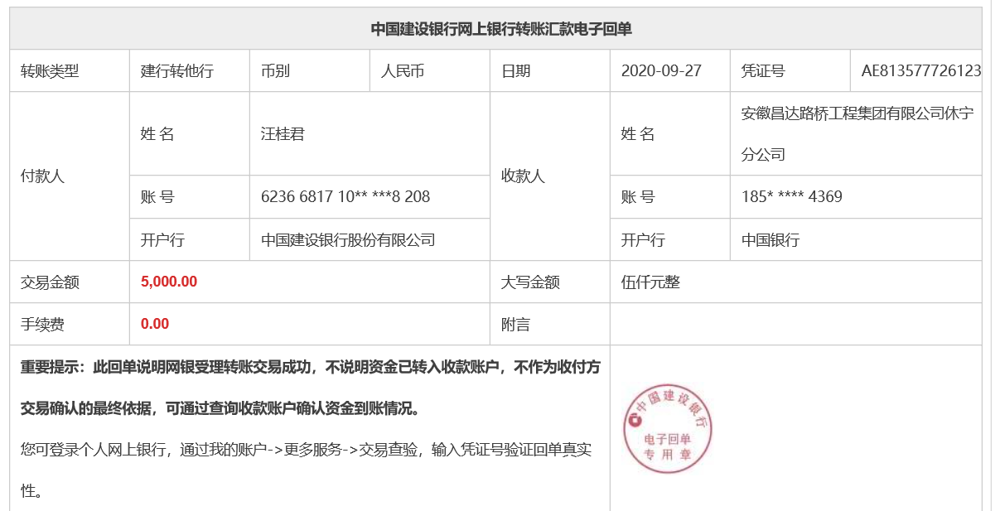 中国建设银行网上银行转账汇款电子回单
转账类型 建行转他行 币别 人民币 日期 2020-09-27 凭证号 AE813577726123
付款人
姓 名 汪桂君
账 号 6236 6817 10** ***8 208
开户行 中国建设银行股份有限公司
收款人
姓 名 安徽昌达路桥工程集团有限公司休宁
分公司
账 号 185* **** 4369
开户行 中国银行
交易金额 5,000.00 大写金额 伍仟元整
手续费 0.00 附言
重要提示：此回单说明网银受理转账交易成功，不说明资金已转入收款账户，不作为收付方
交易确认的最终依据，可通过查询收款账户确认资金到账情况。
您可登录个人网上银行，通过我的账户->更多服务->交易查验，输入凭证号验证回单真实
性。
中国建设银行
电子回单
专用章